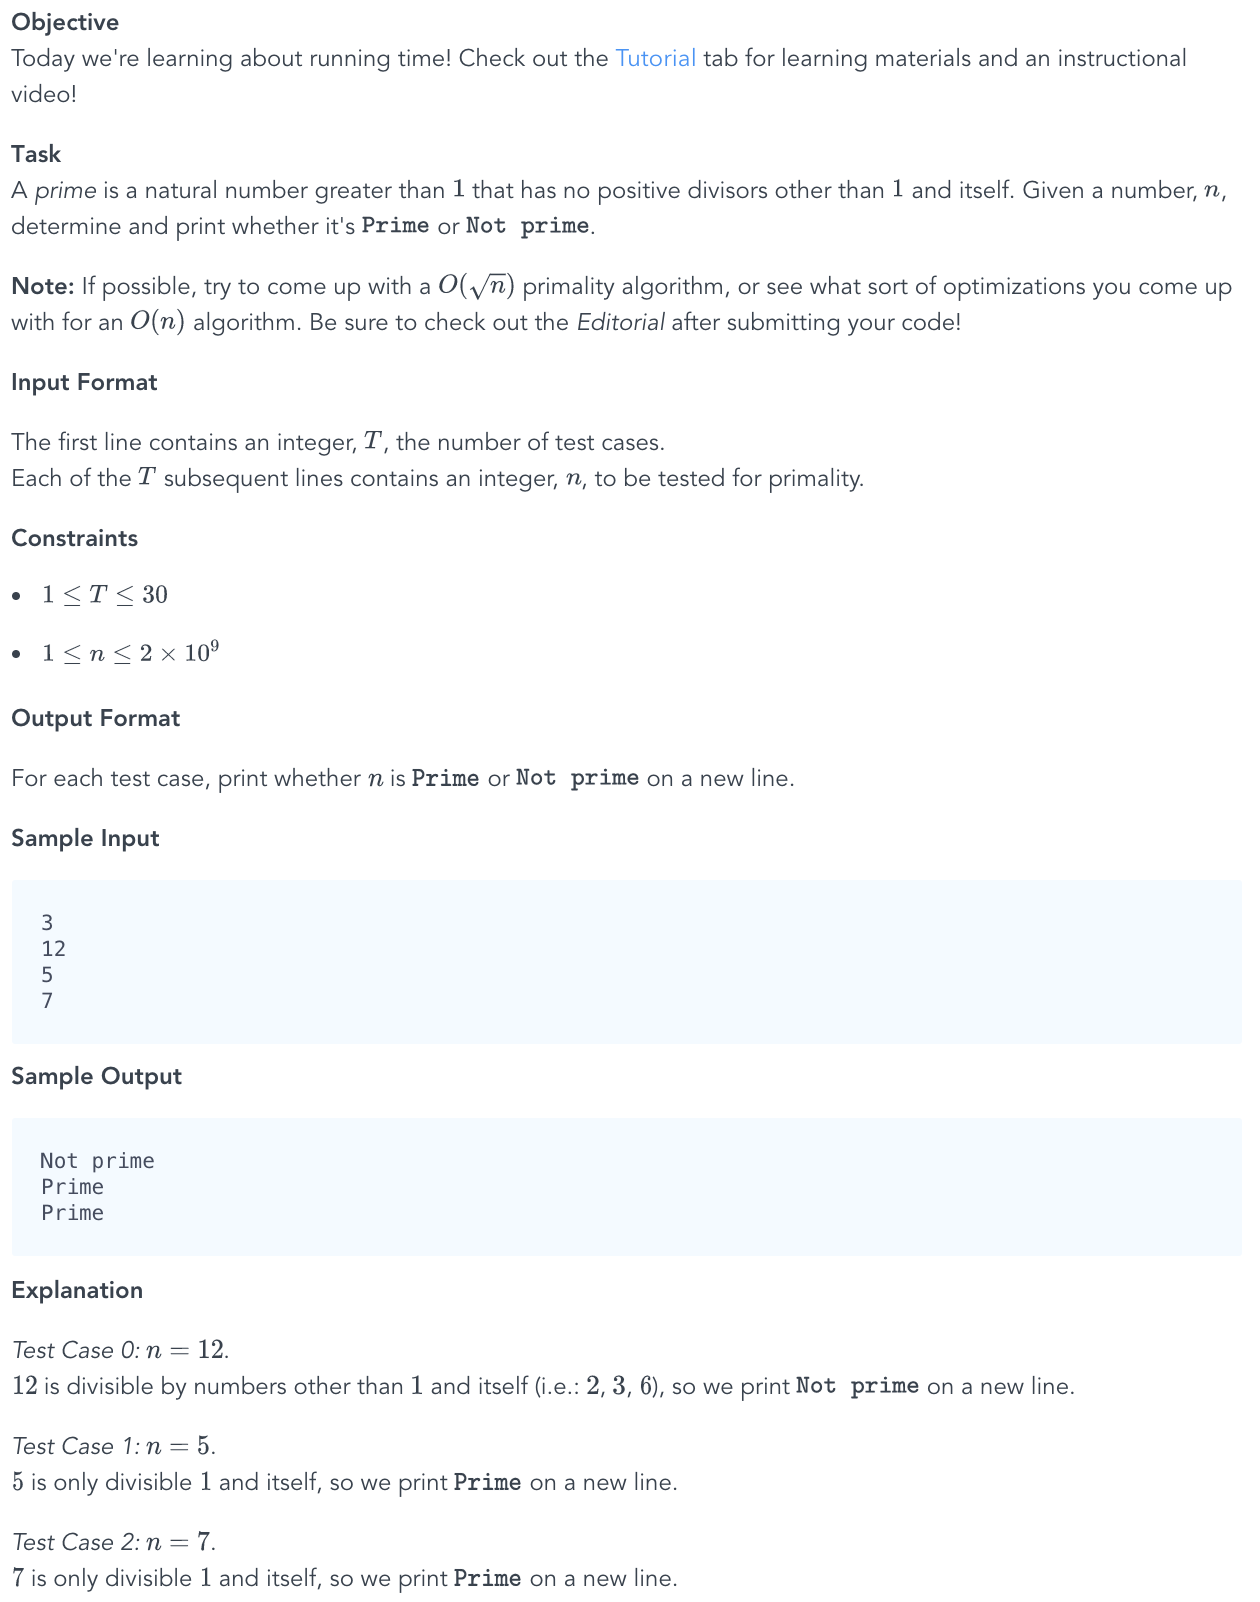 Objective
Today we're learning about running time! Check out the Tutorial tab for learning materials and an instructional
video!
Task
A prime is a natural number greater than 1 that has no positive divisors other than 1 and itself. Given a number, n,
determine and print whether it's Prime or Not prime.
Note: If possible, try to come up with a O(√n) primality algorithm, or see what sort of optimizations you come up
with for an O(n) algorithm. Be sure to check out the Editorial after submitting your code!
Input Format
The first line contains an integer, T, the number of test cases.
Each of the T subsequent lines contains an integer, n, to be tested for primality.
Constraints
• 1 ≤ T ≤ 30
• 1 ≤ n ≤ 2 × 10⁹
Output Format
For each test case, print whether n is Prime or Not prime on a new line.
Sample Input
3
12
5
7
Sample Output
Not prime
Prime
Prime
Explanation
Test Case 0: n = 12.
12 is divisible by numbers other than 1 and itself (i.e.: 2, 3, 6), so we print Not prime on a new line.
Test Case 1: n = 5.
5 is only divisible 1 and itself, so we print Prime on a new line.
Test Case 2: n = 7.
7 is only divisible 1 and itself, so we print Prime on a new line.